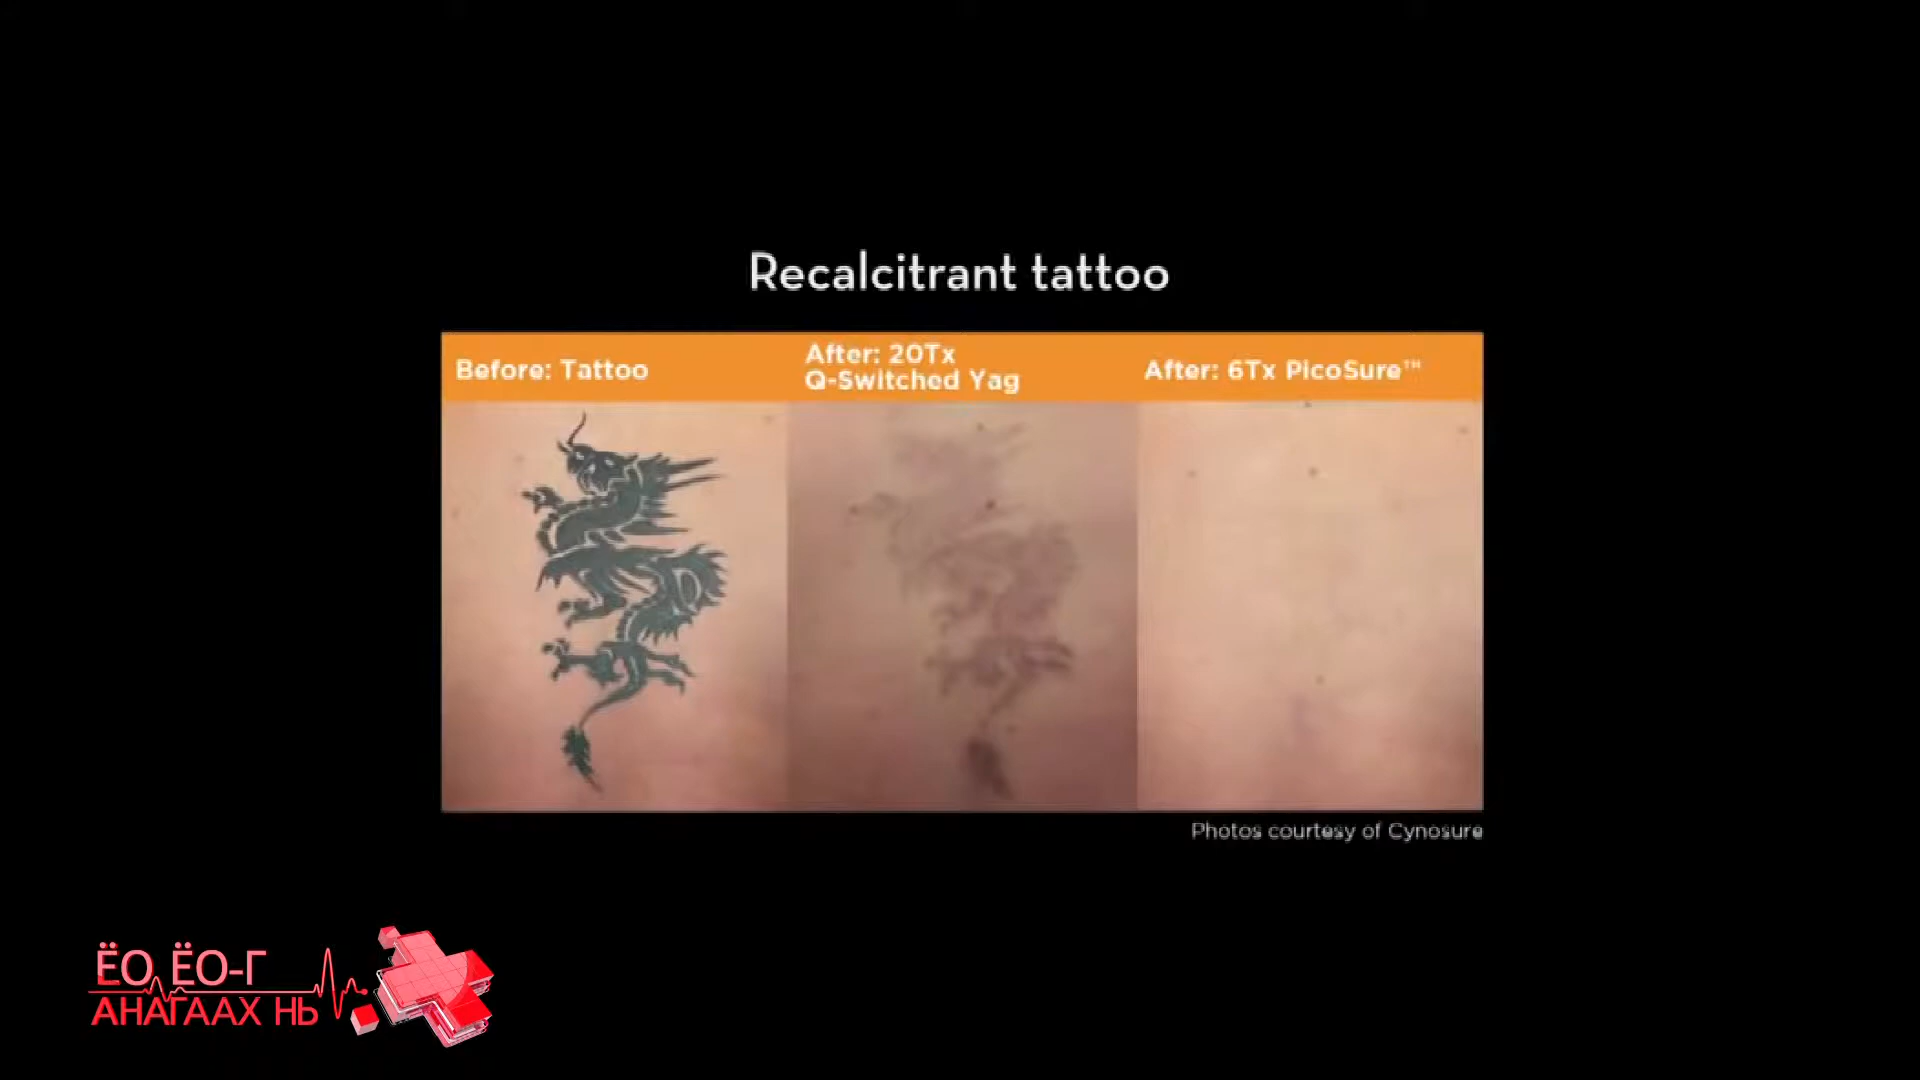 Recalcitrant tattoo
Before: Tattoo
After: 20Tx
Q-Switched Yag
After: 6Tx PicoSure™
Photos courtesy of Cynosure
ЁО, ЁО-Г
АНАГААХ НЬ